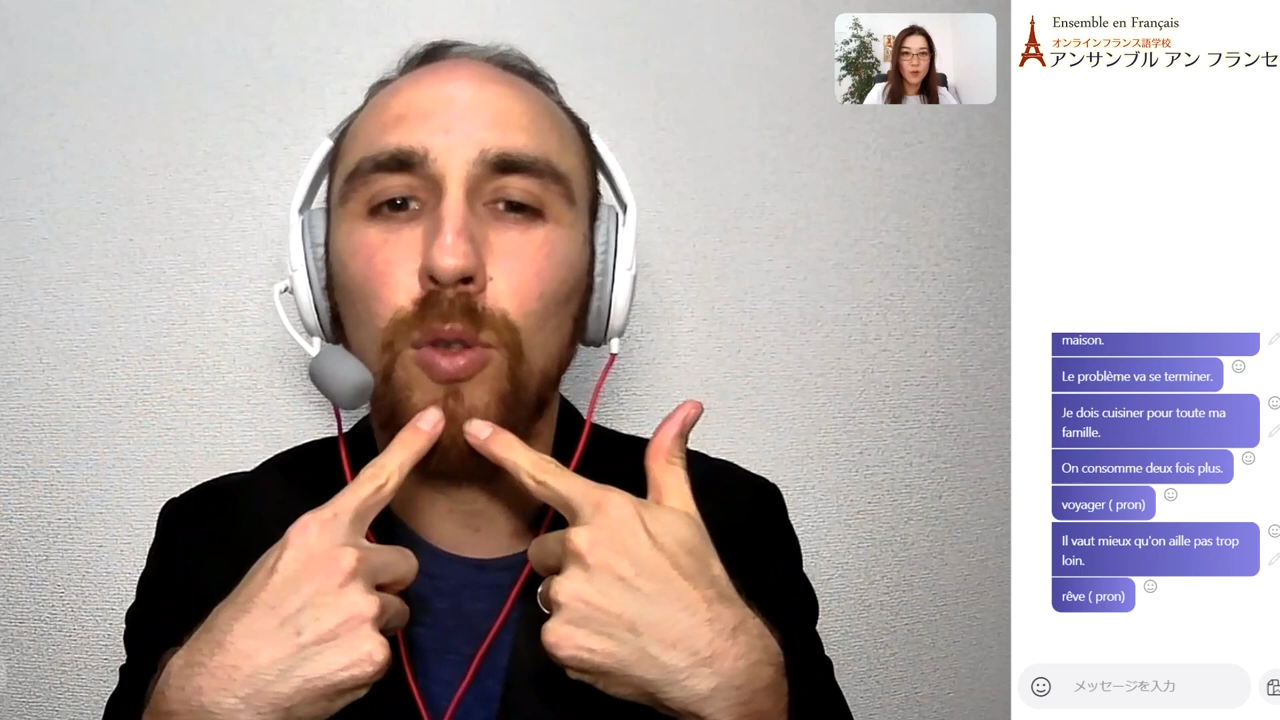 Ensemble en Français
オンラインフランス語学校
アンサンブル アン フランセ
maison.
Le problème va se terminer.
Je dois cuisiner pour toute ma
famille.
On consomme deux fois plus.
voyager ( pron)
Il vaut mieux qu'on aille pas trop
loin.
rêve ( pron)
メッセージを入力